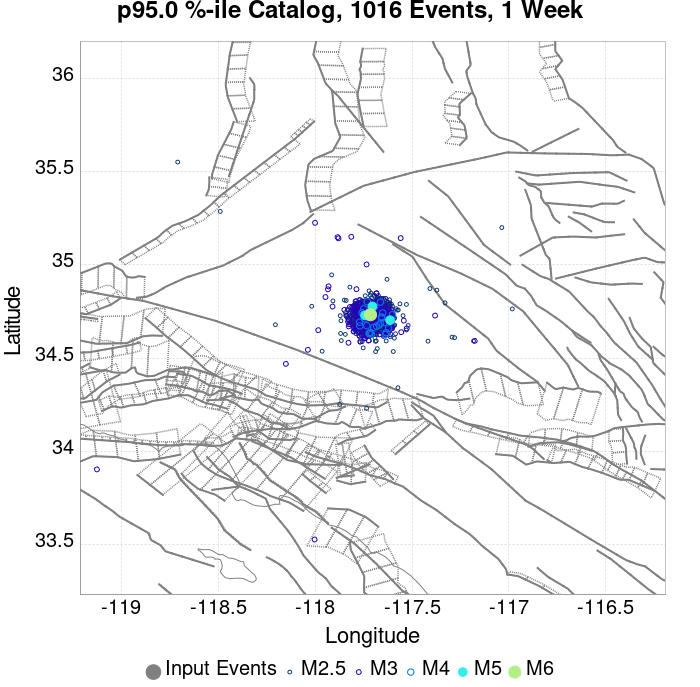 p95.0 %-ile Catalog, 1016 Events, 1 Week
36
35.5
35
34.5
34
33.5
Latitude
-119
-118.5
-118
-117.5
-117
-116.5
Longitude
Input Events
M2.5
M3
M4
M5
M6